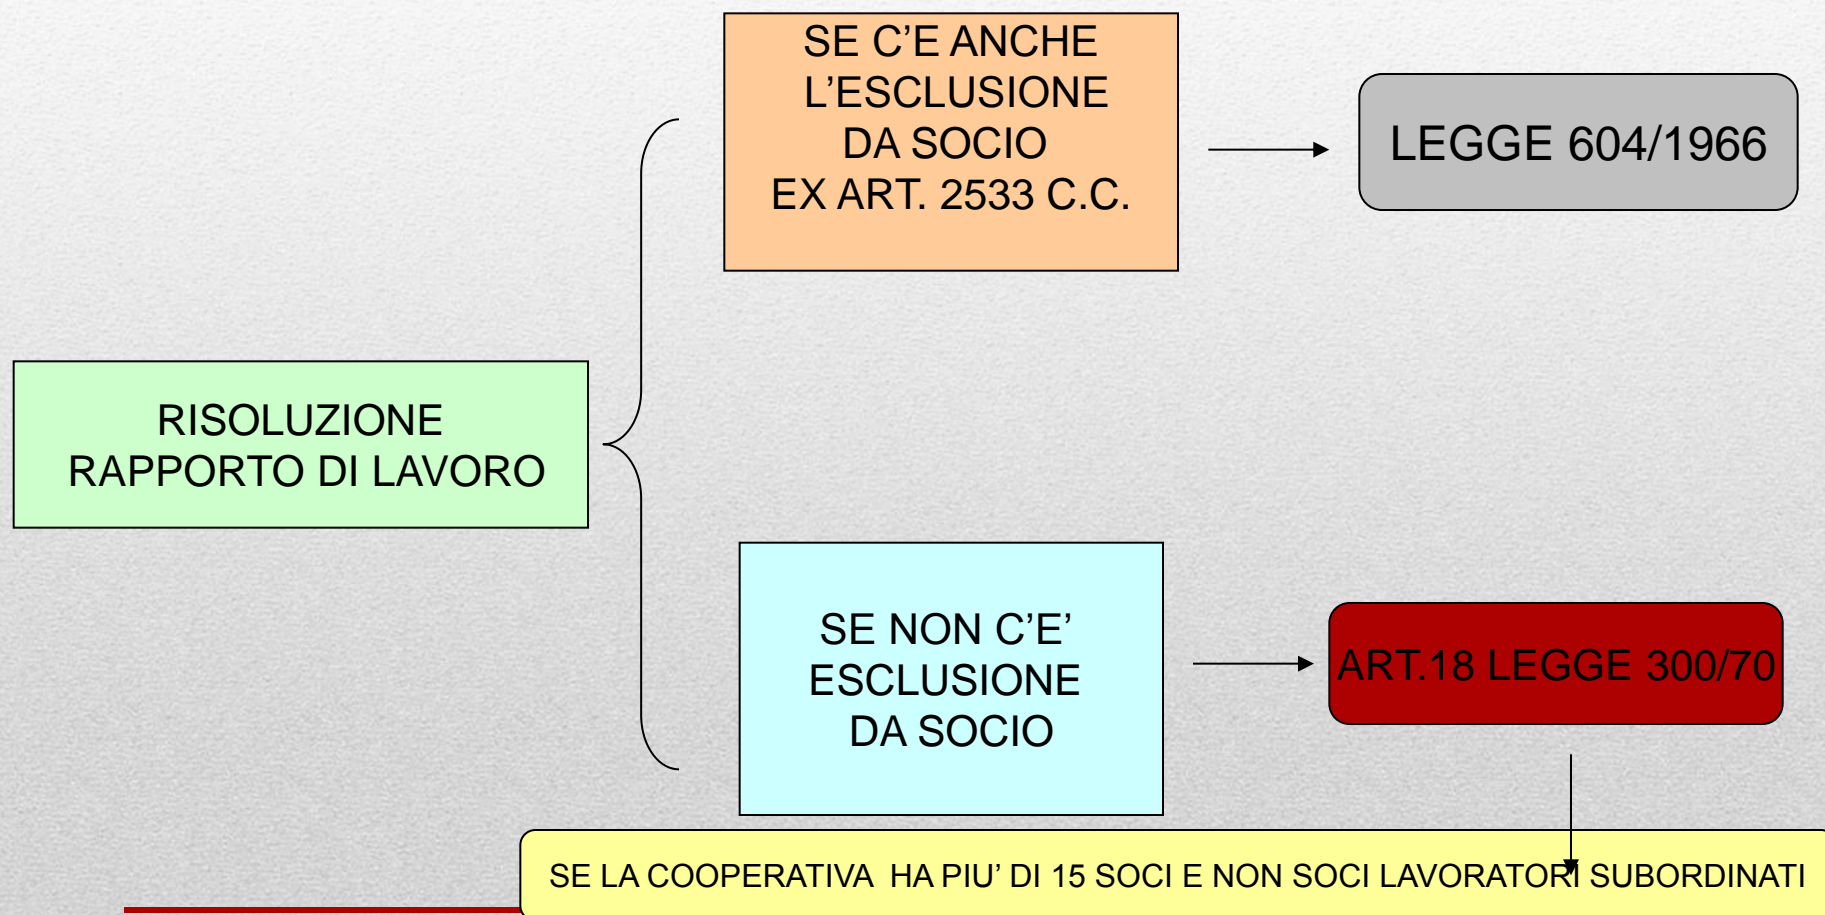 SE C'E ANCHE
L'ESCLUSIONE
DA SOCIO
EX ART. 2533 C.C.
LEGGE 604/1966
RISOLUZIONE
RAPPORTO DI LAVORO
SE NON C'E'
ESCLUSIONE
DA SOCIO
ART.18 LEGGE 300/70
SE LA COOPERATIVA HA PIU' DI 15 SOCI E NON SOCI LAVORATORI SUBORDINATI